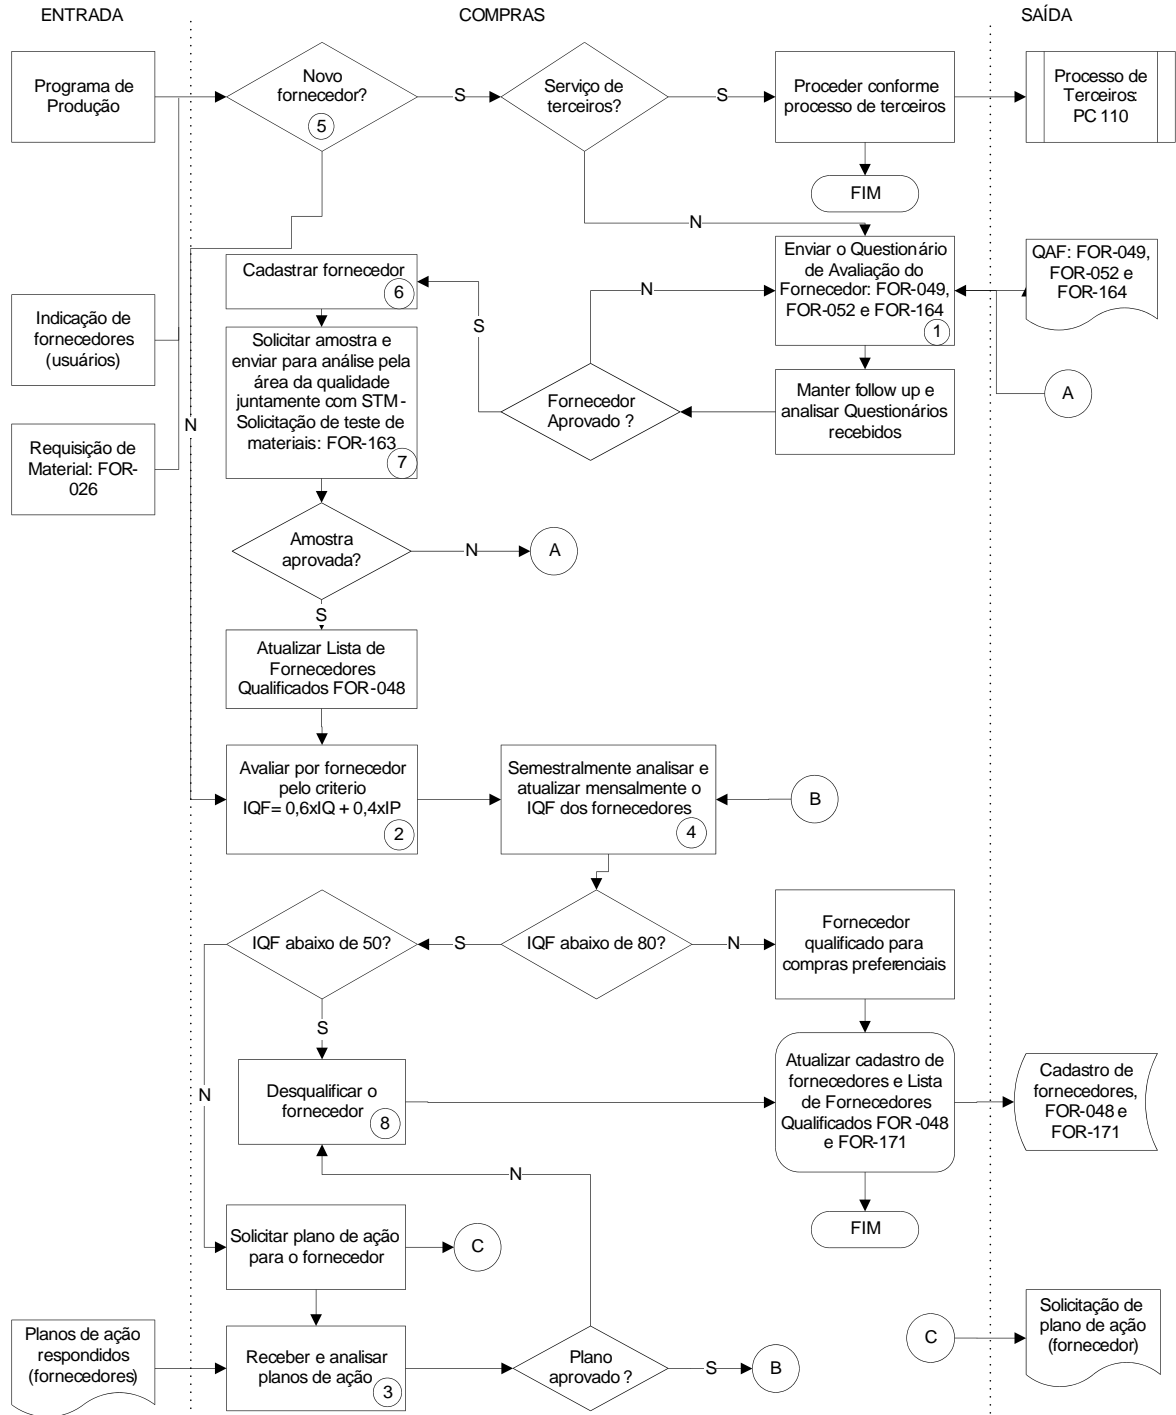 ENTRADA
COMPRAS
SAÍDA
Programa de
Produção
Novo
fornecedor?
5
S
Serviço de
terceiros?
S
Proceder conforme
processo de terceiros
Processo de
Terceiros:
PC 110
FIM
N
Indicação de
fornecedores
(usuários)
Requisição de
Material: FOR-
026
N
Cadastrar fornecedor
6
S
N
Enviar o Questionário
de Avaliação do
Fornecedor: FOR-049,
FOR-052 e FOR-164
1
QAF: FOR-049,
FOR-052 e
FOR-164
A
Solicitar amostra e
enviar para análise pela
área da qualidade
juntamente com STM -
Solicitação de teste de
materiais: FOR-163
7
Fornecedor
Aprovado ?
Manter follow up e
analisar Questionários
recebidos
Amostra
aprovada?
N
A
S
Atualizar Lista de
Fornecedores
Qualificados FOR-048
Avaliar por fornecedor
pelo criterio
IQF= 0,6xIQ + 0,4xIP
2
Semestralmente analisar e
atualizar mensalmente o
IQF dos fornecedores
4
B
IQF abaixo de 50?
S
IQF abaixo de 80?
N
Fornecedor
qualificado para
compras preferenciais
S
N
Desqualificar o
fornecedor
8
Atualizar cadastro de
fornecedores e Lista
de Fornecedores
Qualificados FOR -048
e FOR-171
Cadastro de
fornecedores,
FOR-048 e
FOR-171
N
FIM
Solicitar plano de ação
para o fornecedor
C
Planos de ação
respondidos
(fornecedores)
Receber e analisar
planos de ação
3
Plano
aprovado ?
S
B
C
Solicitação de
plano de ação
(fornecedor)